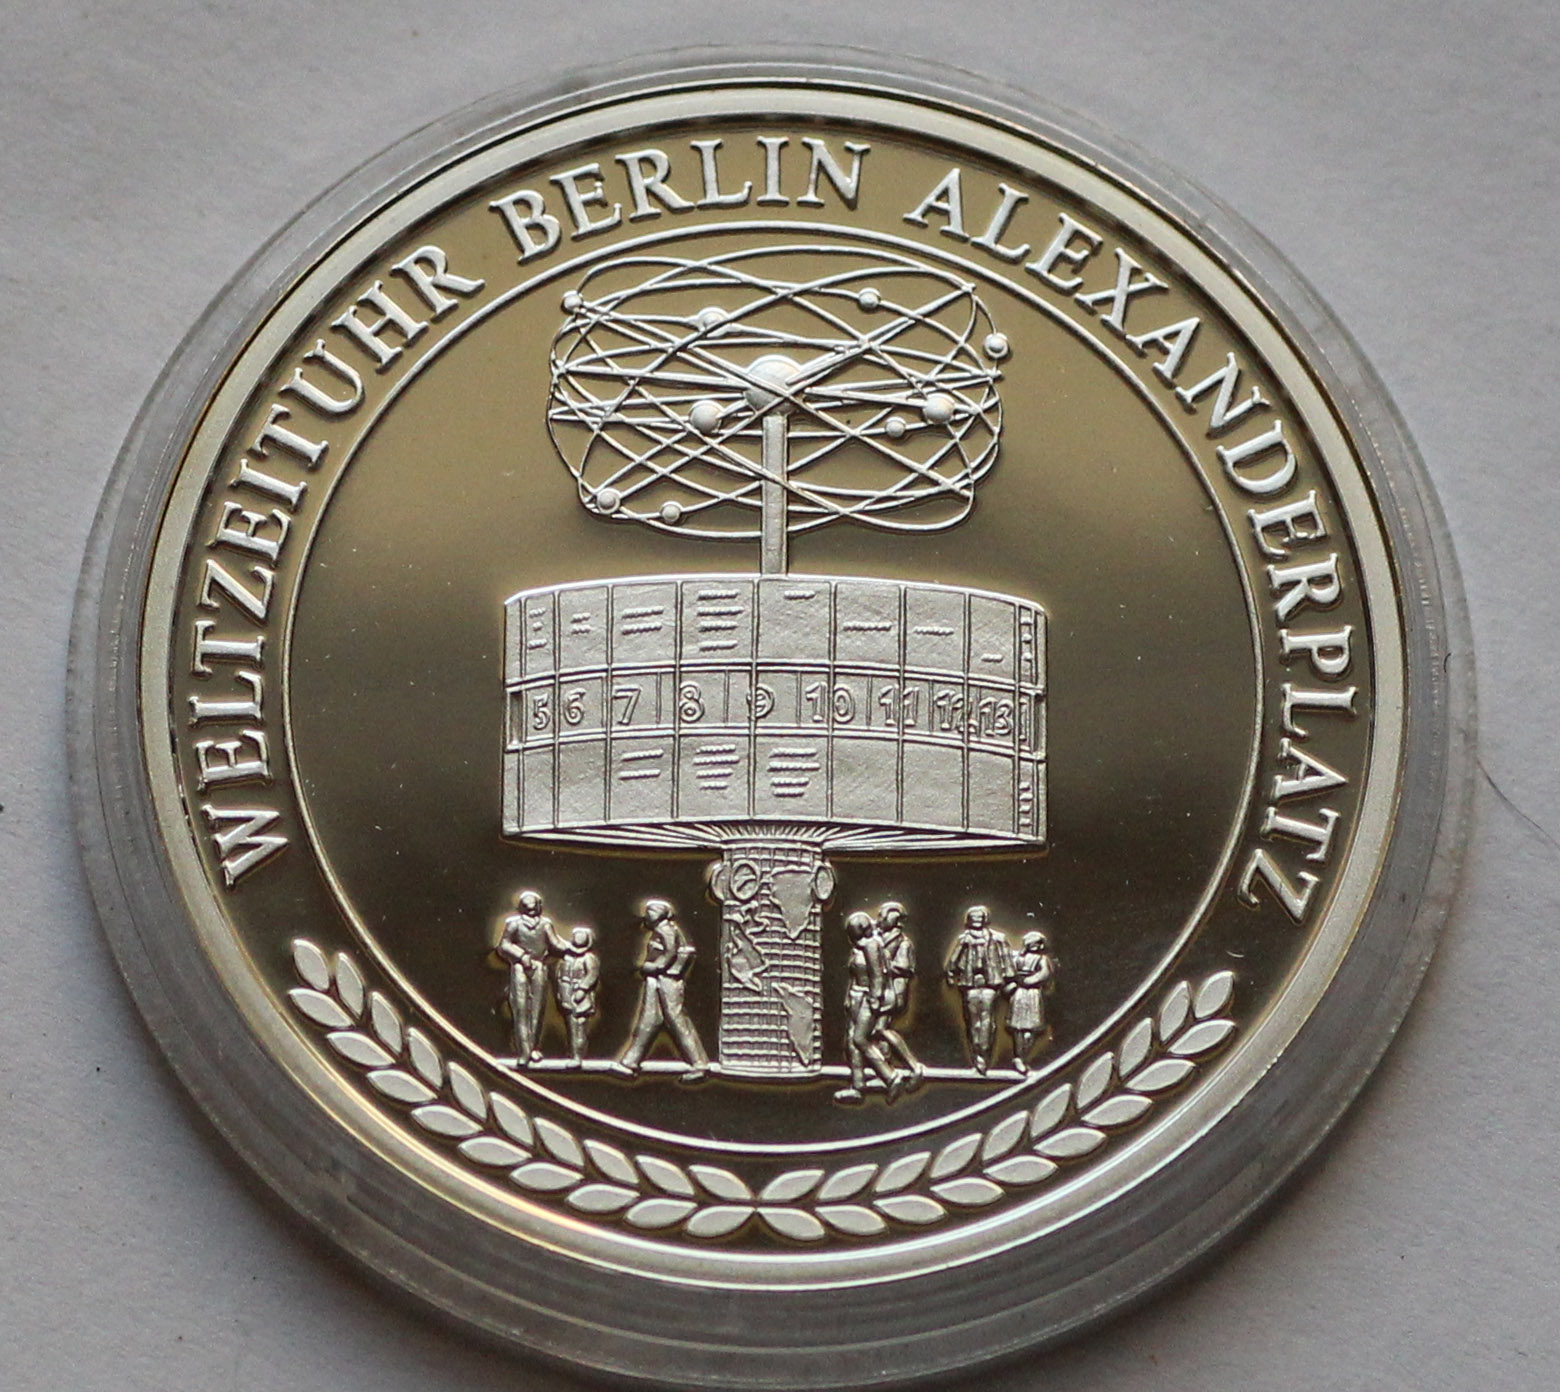 WELTZEITUHR BERLIN ALEXANDERPLATZ
5 6 7 8 9 10 11 12 13